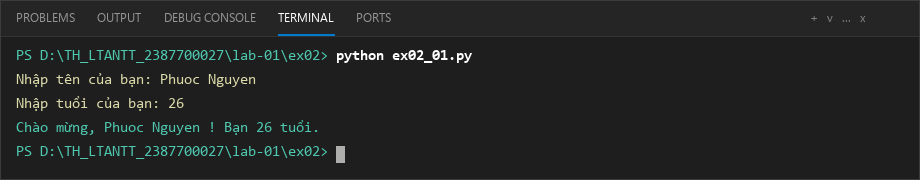 PROBLEMS OUTPUT DEBUG CONSOLE TERMINAL PORTS + v ... x
PS D:\TH_LTANTT_2387700027\lab-01\ex02> python ex02_01.py
Nhập tên của bạn: Phuoc Nguyen
Nhập tuổi của bạn: 26
Chào mừng, Phuoc Nguyen ! Bạn 26 tuổi.
PS D:\TH_LTANTT_2387700027\lab-01\ex02>